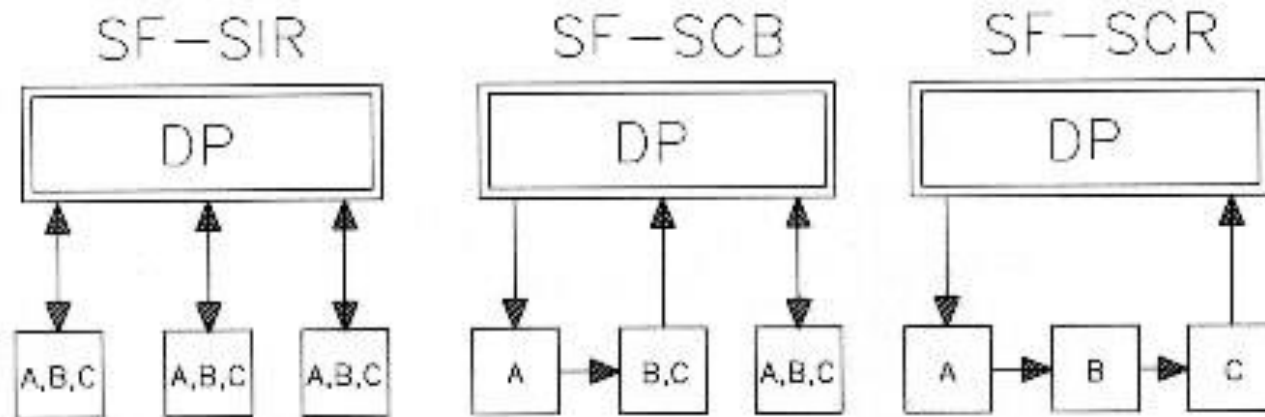 SF-SIR
SF-SCB
SF-SCR
DP
DP
DP
A,B,C
A,B,C
A,B,C
A
B,C
A,B,C
A
B
C